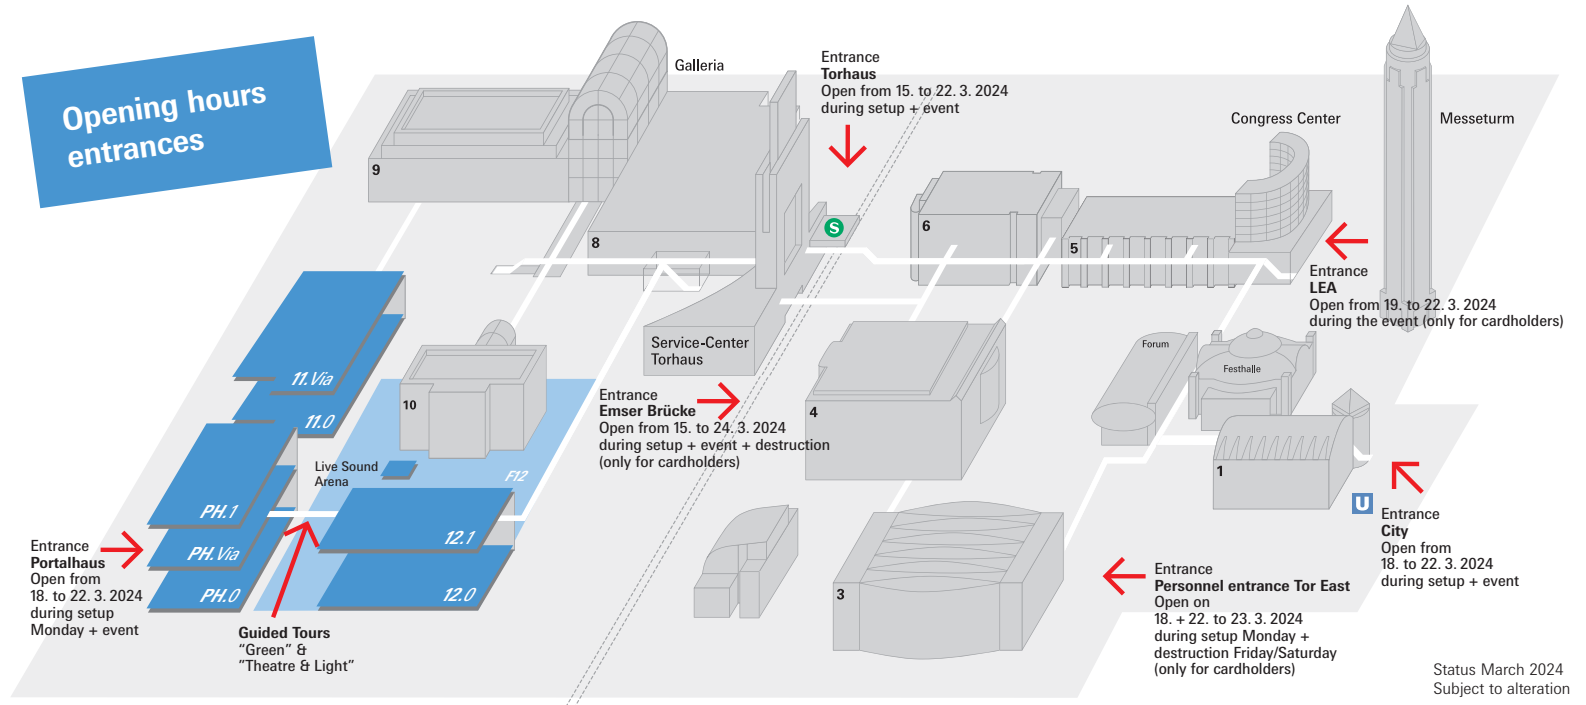 Opening hours
entrances
Galleria
Entrance
Torhaus
Open from 15. to 22. 3. 2024
during setup + event
Congress Center
Messeturm
9
8
S
6
5
Entrance
LEA
Open from 19. to 22. 3. 2024
during the event (only for cardholders)
11.Via
11.0
10
Service-Center
Torhaus
Forum
Festhalle
Entrance
Emser Brücke
Open from 15. to 24. 3. 2024
during setup + event + destruction
(only for cardholders)
4
1
Live Sound
Arena
F12
U
Entrance
City
Open from
18. to 22. 3. 2024
during setup + event
PH.1
PH.Via
PH.0
12.1
12.0
Entrance
Portalhaus
Open from
18. to 22. 3. 2024
during setup
Monday + event
Guided Tours
“Green” &
”Theatre & Light”
3
Entrance
Personnel entrance Tor East
Open on
18. + 22. to 23. 3. 2024
during setup Monday +
destruction Friday/Saturday
(only for cardholders)
Status March 2024
Subject to alteration